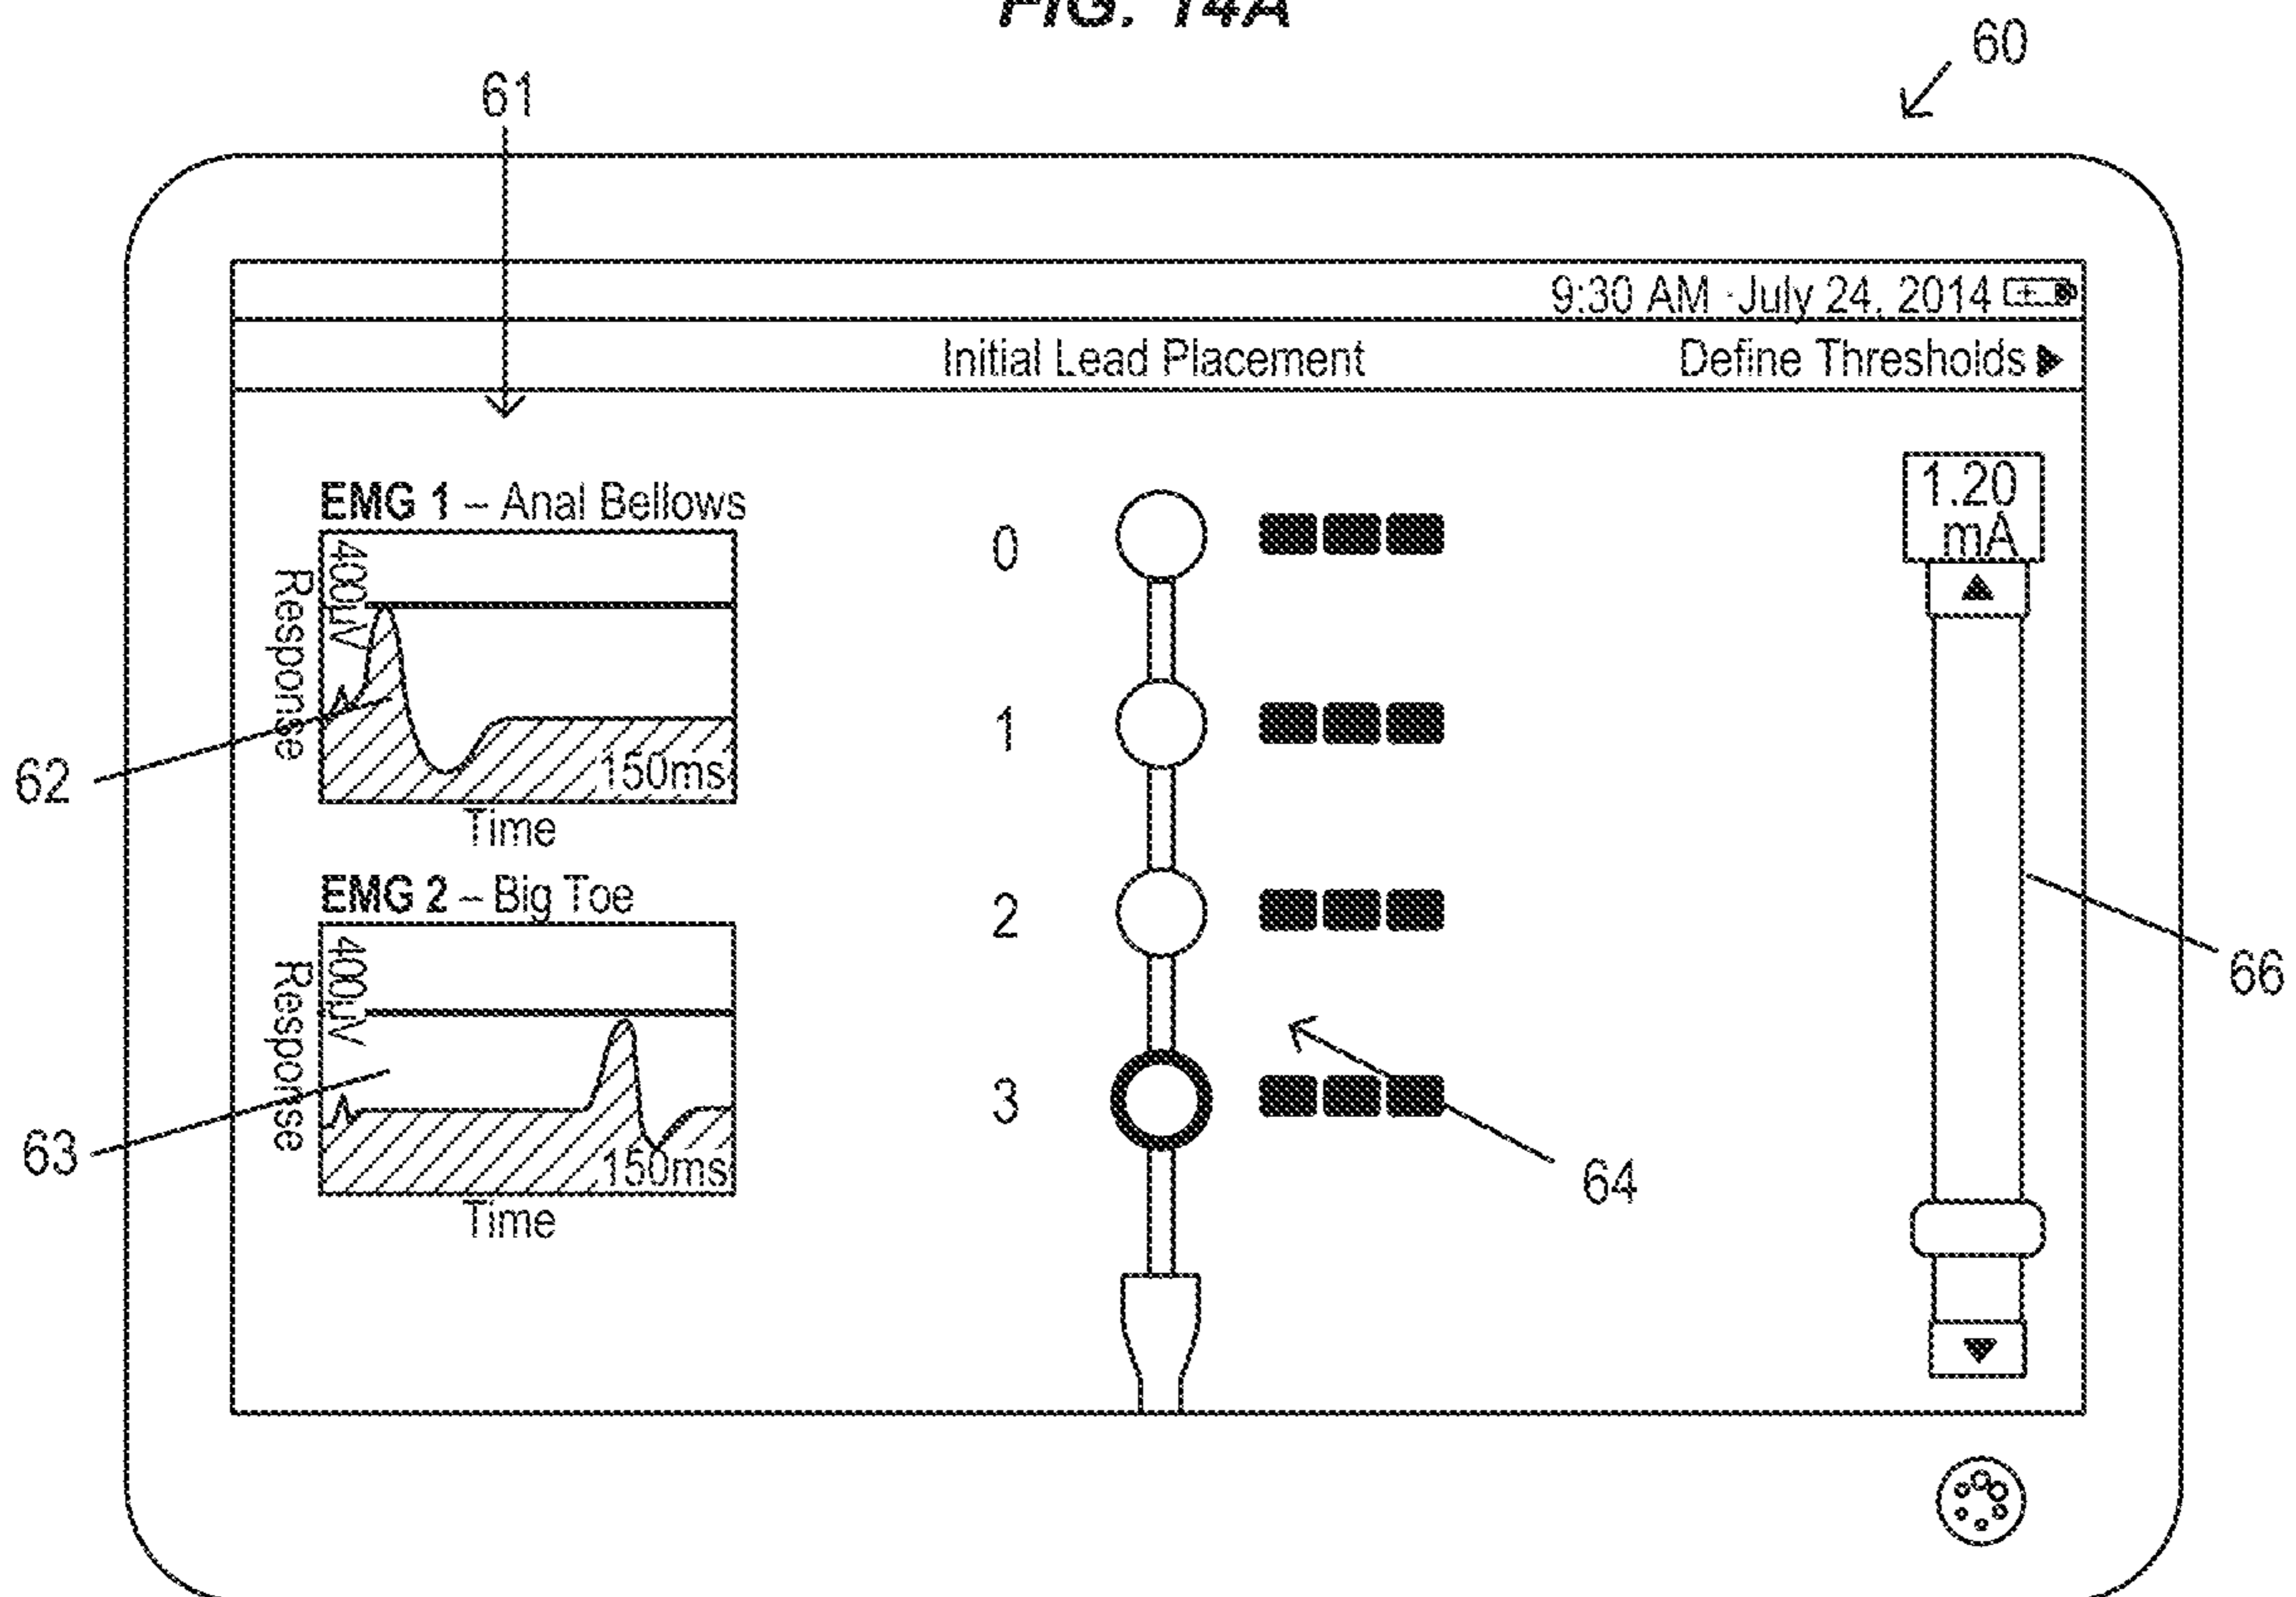 FIG. 14A
60
61
9:30 AM July 24, 2014
Initial Lead Placement
Define Thresholds
EMG 1 – Anal Bellows
400µV
Response
150ms
Time
62
EMG 2 – Big Toe
400µV
Response
150ms
Time
63
0
1
2
3
64
1.20
mA
66